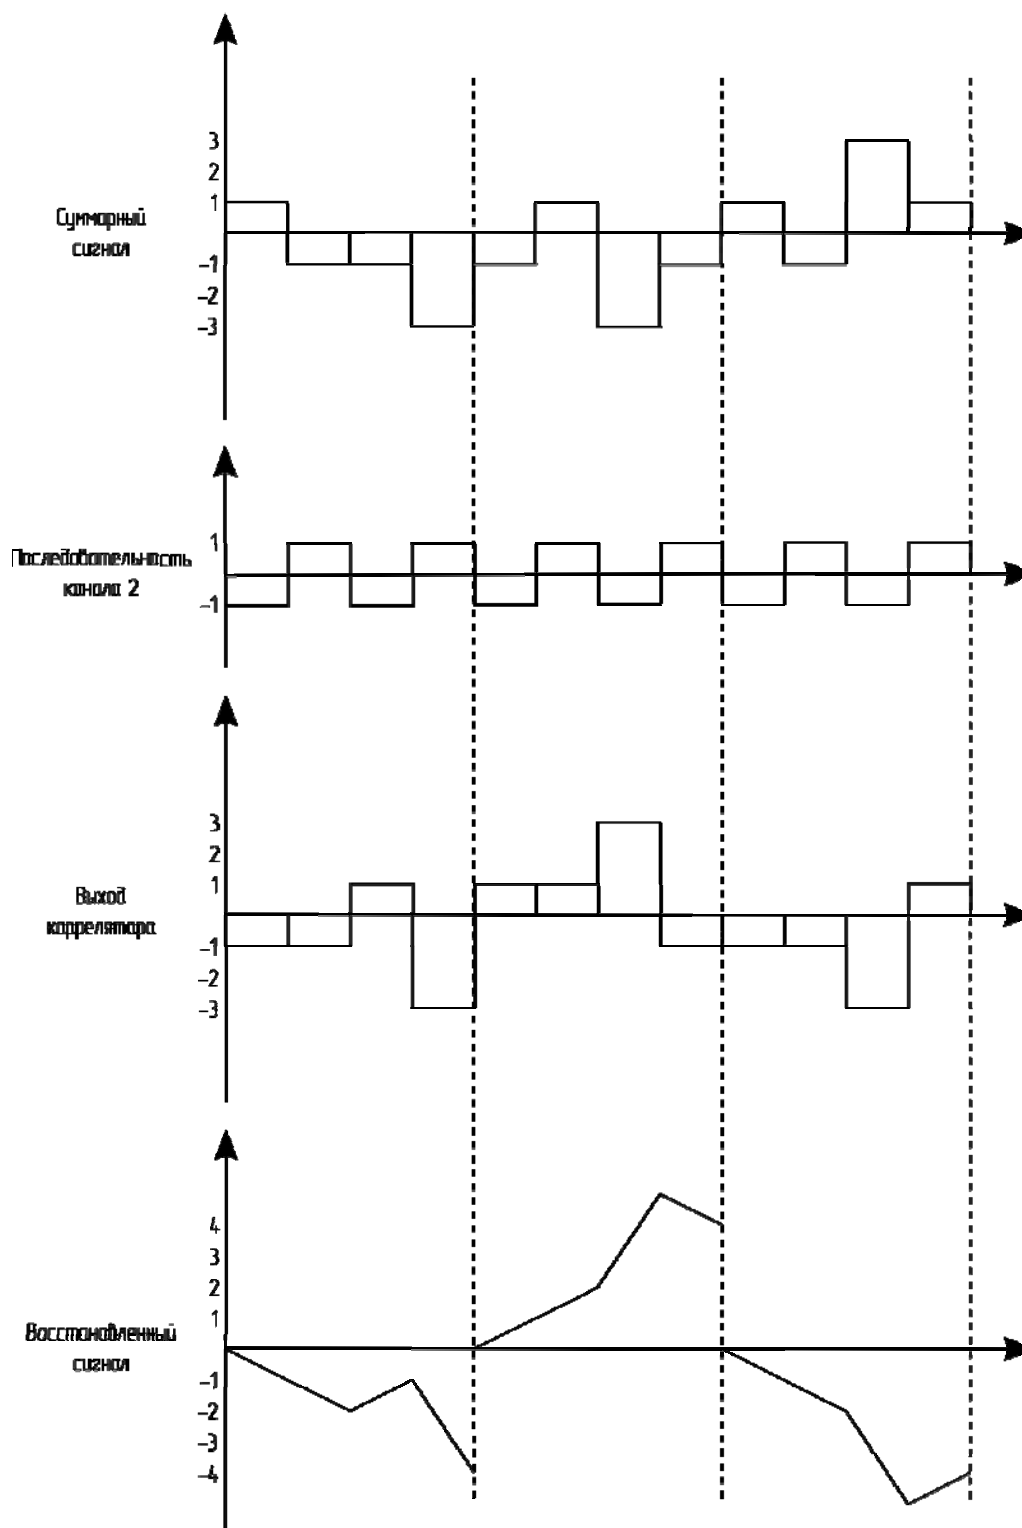 3
2
1
Суммарный
сигнал
–1
–2
–3
1
Последовательность
канала 2
–1
3
2
1
Выход
коррелятора
–1
–2
–3
4
3
2
1
Восстановленный
сигнал
–1
–2
–3
–4